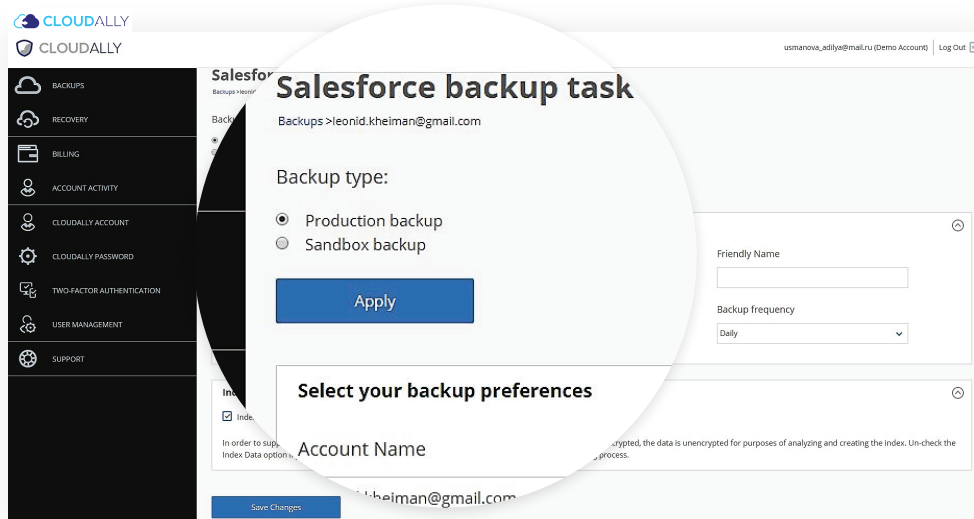 CLOUDALLY
CLOUDALLY
usmanova_adilya@mail.ru (Demo Account) Log Out
BACKUPS
RECOVERY
BILLING
ACCOUNT ACTIVITY
CLOUDALLY ACCOUNT
CLOUDALLY PASSWORD
TWO-FACTOR AUTHENTICATION
USER MANAGEMENT
SUPPORT
Salesforce backup task
Backups >leonid.kheiman@gmail.com
Backup type:
Production backup
Sandbox backup
Apply
Select your backup preferences
Account Name
kheiman@gmail.com
Friendly Name
Backup frequency
Daily
In order to
the data is unencrypted for purposes of analyzing and creating the index. Un-check the
Index Data option
process.
Save Changes